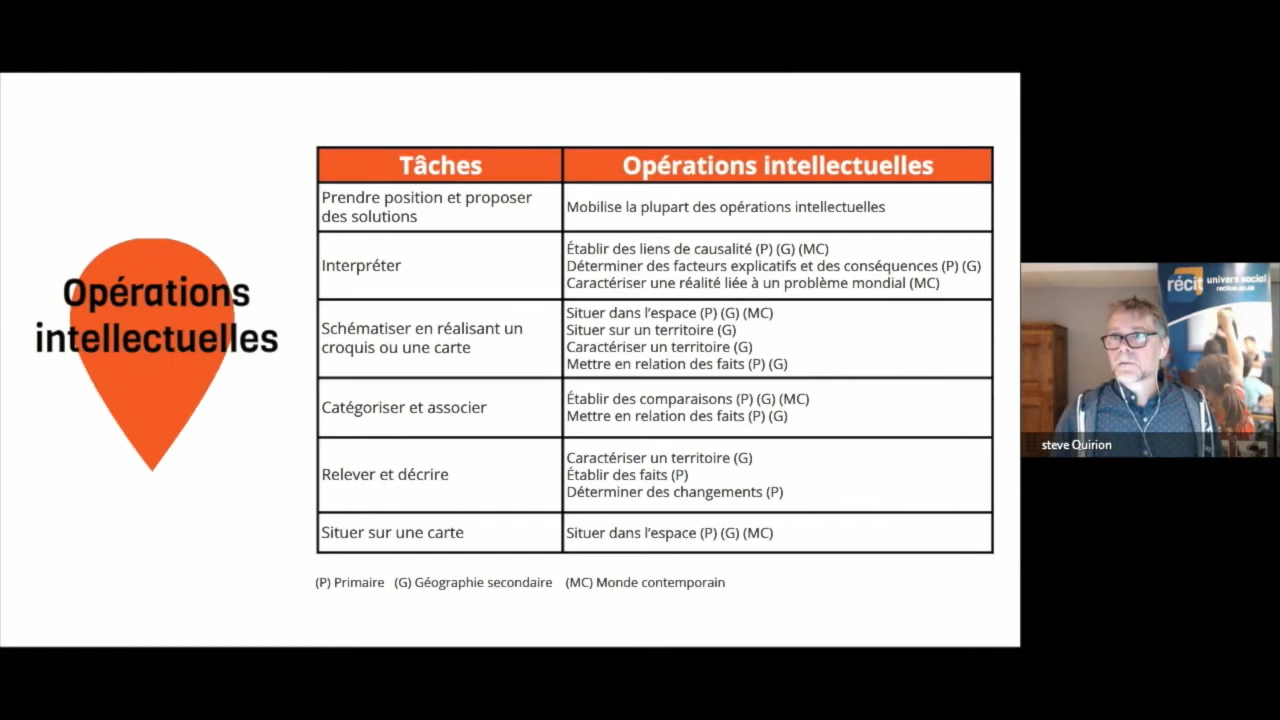 Opérations
intellectuelles
Tâches
Opérations intellectuelles
Prendre position et proposer
des solutions
Mobilise la plupart des opérations intellectuelles
Interpréter
Établir des liens de causalité (P) (G) (MC)
Déterminer des facteurs explicatifs et des conséquences (P) (G)
Caractériser une réalité liée à un problème mondial (MC)
Schématiser en réalisant un
croquis ou une carte
Situer dans l’espace (P) (G) (MC)
Situer sur un territoire (G)
Caractériser un territoire (G)
Mettre en relation des faits (P) (G)
Catégoriser et associer
Établir des comparaisons (P) (G) (MC)
Mettre en relation des faits (P) (G)
Relever et décrire
Caractériser un territoire (G)
Établir des faits (P)
Déterminer des changements (P)
Situer sur une carte
Situer dans l’espace (P) (G) (MC)
(P) Primaire (G) Géographie secondaire (MC) Monde contemporain
récit univers social
steve Quirion